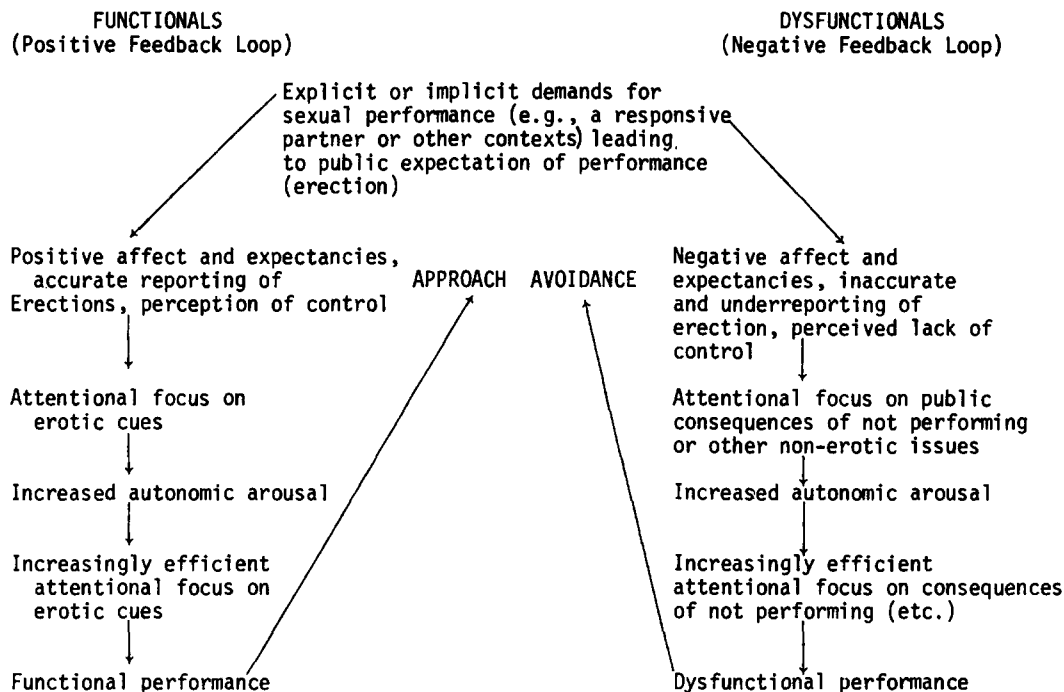 FUNCTIONALS
(Positive Feedback Loop)
DYSFUNCTIONALS
(Negative Feedback Loop)
Explicit or implicit demands for
sexual performance (e.g., a responsive
partner or other contexts) leading
to public expectation of performance
(erection)
Positive affect and expectancies,
accurate reporting of
Erections, perception of control
APPROACH AVOIDANCE
Negative affect and
expectancies, inaccurate
and underreporting of
erection, perceived lack of
control
Attentional focus on
erotic cues
Attentional focus on public
consequences of not performing
or other non-erotic issues
Increased autonomic arousal
Increased autonomic arousal
Increasingly efficient
attentional focus on
erotic cues
Increasingly efficient
attentional focus on consequences
of not performing (etc.)
Functional performance
Dysfunctional performance